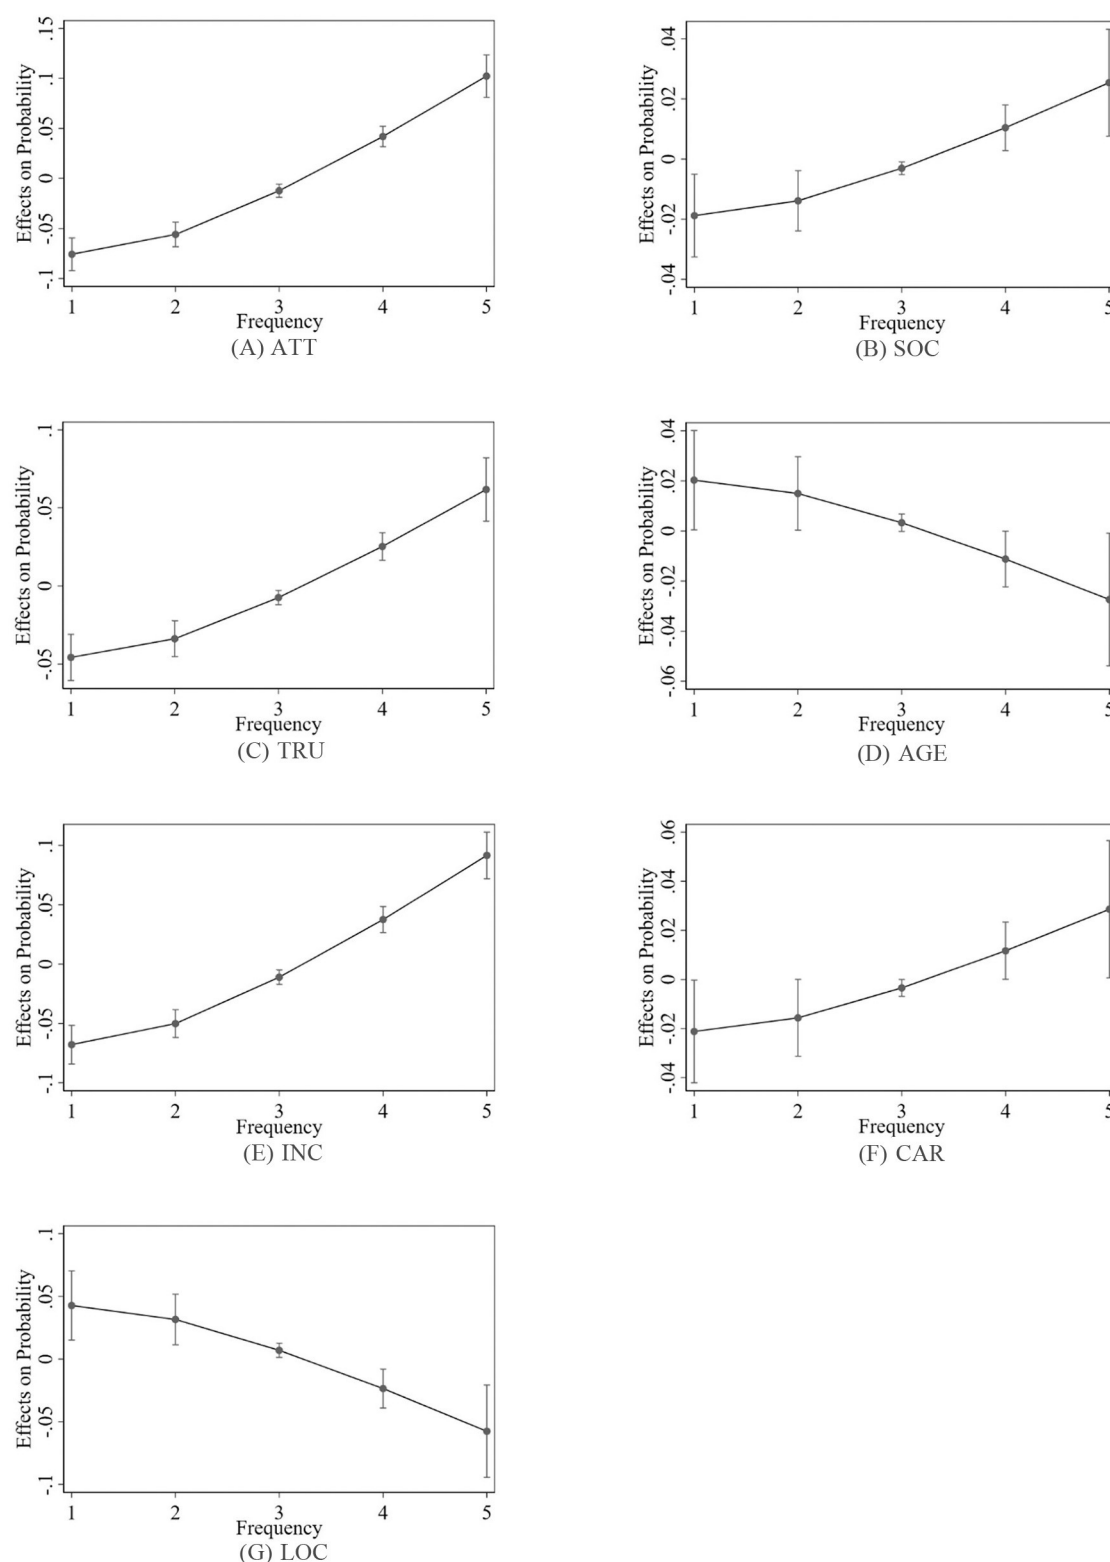 Effects on Probability
.15
.1
.05
0
-.05
-.1
1 2 3 4 5
Frequency
(A) ATT
Effects on Probability
.04
.02
0
-.02
-.04
1 2 3 4 5
Frequency
(B) SOC
Effects on Probability
.1
.05
0
-.05
1 2 3 4 5
Frequency
(C) TRU
Effects on Probability
.04
.02
0
-.02
-.04
-.06
1 2 3 4 5
Frequency
(D) AGE
Effects on Probability
.1
.05
0
-.05
-.1
1 2 3 4 5
Frequency
(E) INC
Effects on Probability
.06
.04
.02
0
-.02
-.04
1 2 3 4 5
Frequency
(F) CAR
Effects on Probability
.1
.05
0
-.05
-.1
1 2 3 4 5
Frequency
(G) LOC